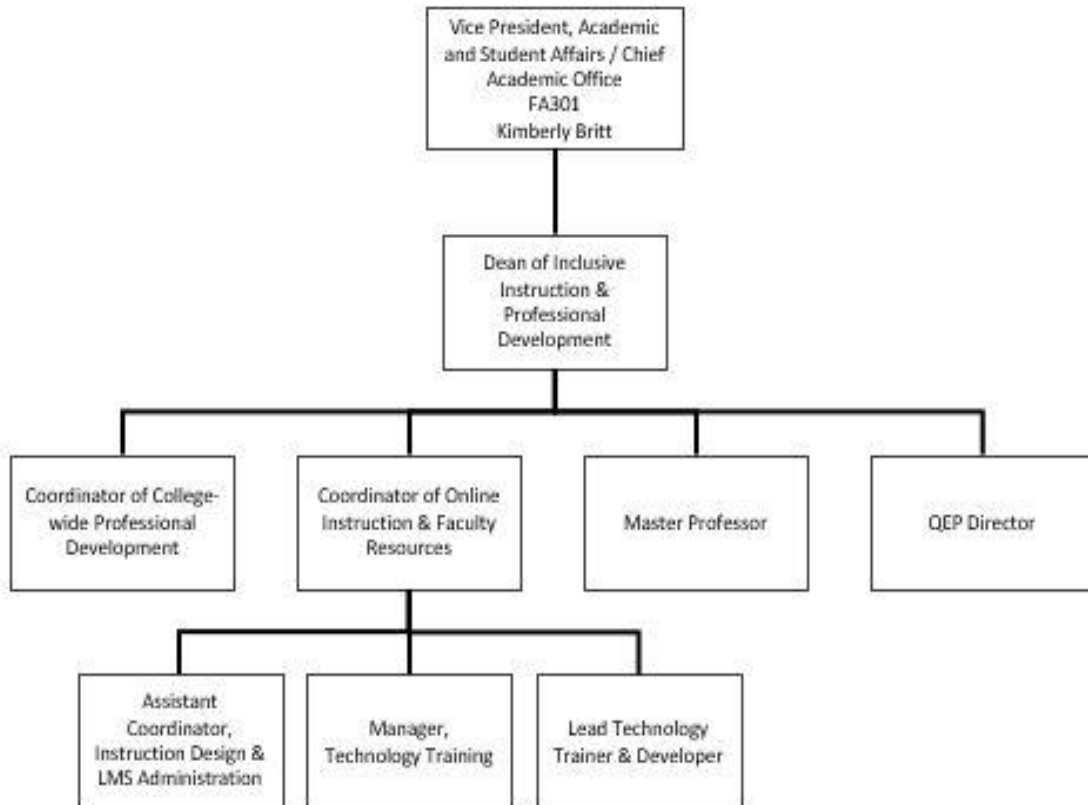 Vice President, Academic
and Student Affairs / Chief
Academic Office
FA301
Kimberly Britt
Dean of Inclusive
Instruction &
Professional
Development
Coordinator of College-
wide Professional
Development
Coordinator of Online
Instruction & Faculty
Resources
Master Professor
QEP Director
Assistant
Coordinator,
Instruction Design &
LMS Administration
Manager,
Technology Training
Lead Technology
Trainer & Developer